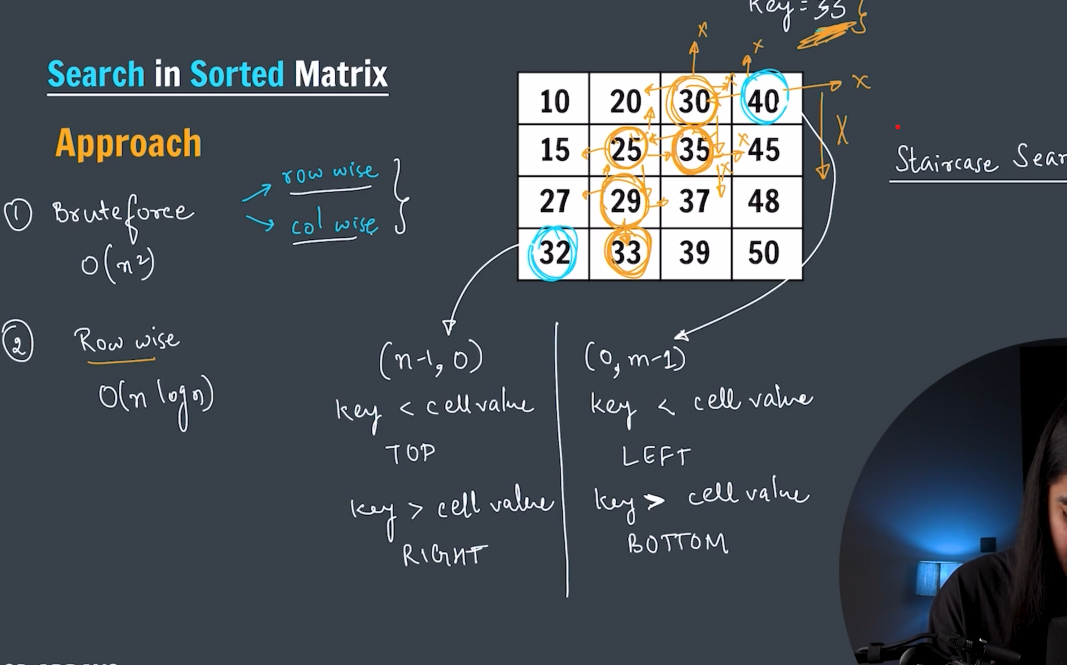 Key = 33
Search in Sorted Matrix
10 20 30 40
Approach
15 25 35 45
row wise
Staircase Sear
① Bruteforce
27 29 37 48
col wise
O(n²)
32 33 39 50
② Row wise
(n-1, 0)
(0, m-1)
O(n log n)
key < cell value
key < cell value
TOP
LEFT
key > cell value
key > cell value
RIGHT
BOTTOM